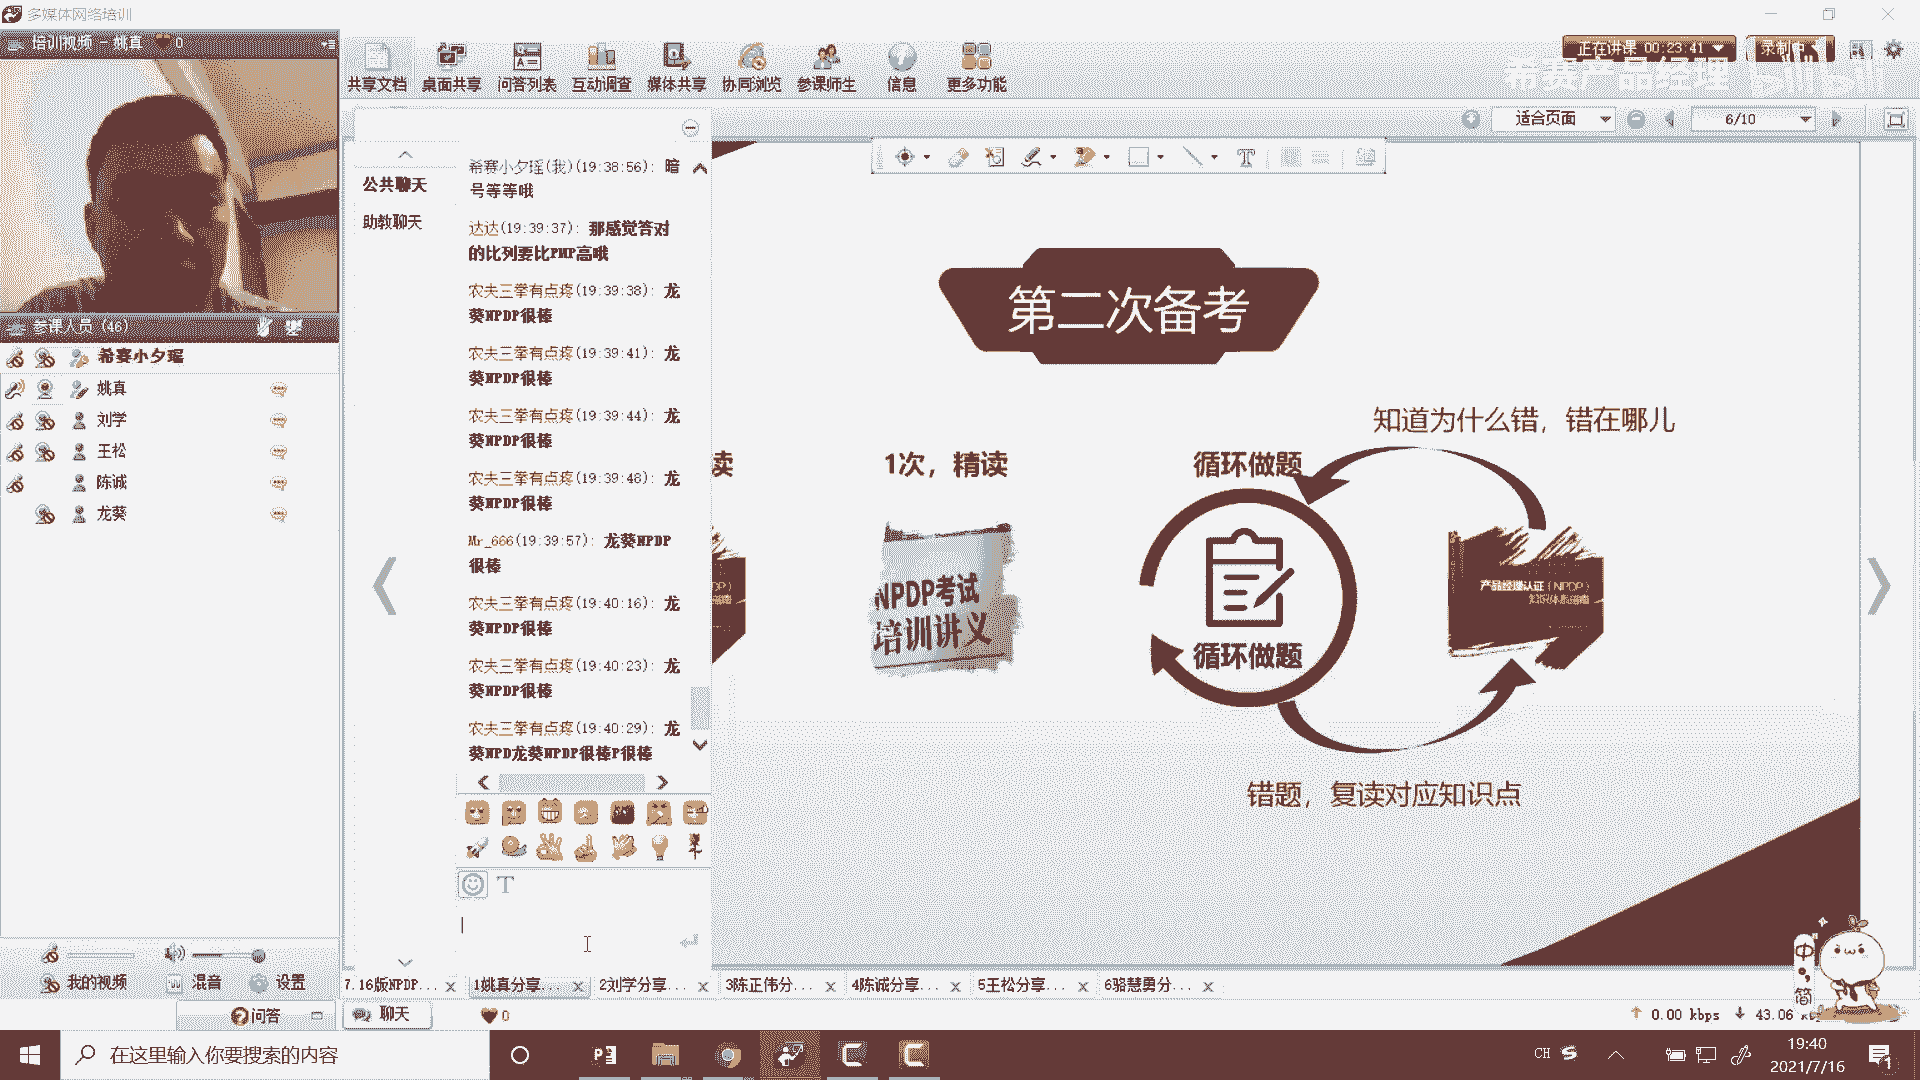 多媒体网络培训
培训视频 - 姚真 0
正在讲课 00:23:41
录制中
希赛产品经理 bilibili
共享文档 桌面共享 问答列表 互动调查 媒体共享 协同浏览 参课师生 信息 更多功能
适合页面
6/10
参课人员 (46)
希赛小夕瑶
姚真
刘学
王松
陈诚
龙葵
公共聊天
助教聊天
希赛小夕瑶(我)(19:38:56): 暗
号等等哦
达达(19:39:37): 那感觉答对
的比列要比PMP高哦
农夫三拳有点疼(19:39:38): 龙
葵NPDP很棒
农夫三拳有点疼(19:39:41): 龙
葵NPDP很棒
农夫三拳有点疼(19:39:44): 龙
葵NPDP很棒
农夫三拳有点疼(19:39:48): 龙
葵NPDP很棒
Mr_666(19:39:57): 龙葵NPDP
很棒
农夫三拳有点疼(19:40:16): 龙
葵NPDP很棒
农夫三拳有点疼(19:40:23): 龙
葵NPDP很棒
农夫三拳有点疼(19:40:29): 龙
葵NPD龙葵NPDP很棒P很棒
第二次备考
知道为什么错，错在哪儿
读
1次，精读
循环做题
NPDP考试
培训讲义
产品经理认证（NPDP）
知识体系指南
循环做题
错题，复读对应知识点
我的视频 混音 设置
7.16版NPDP... 1姚真分享... 2刘学分享... 3陈正伟分... 4陈诚分享... 5王松分享... 6骆慧勇分...
问答
聊天
0
0.00 kbps 43.06
中
简
在这里输入你要搜索的内容
CH
19:40
2021/7/16
1